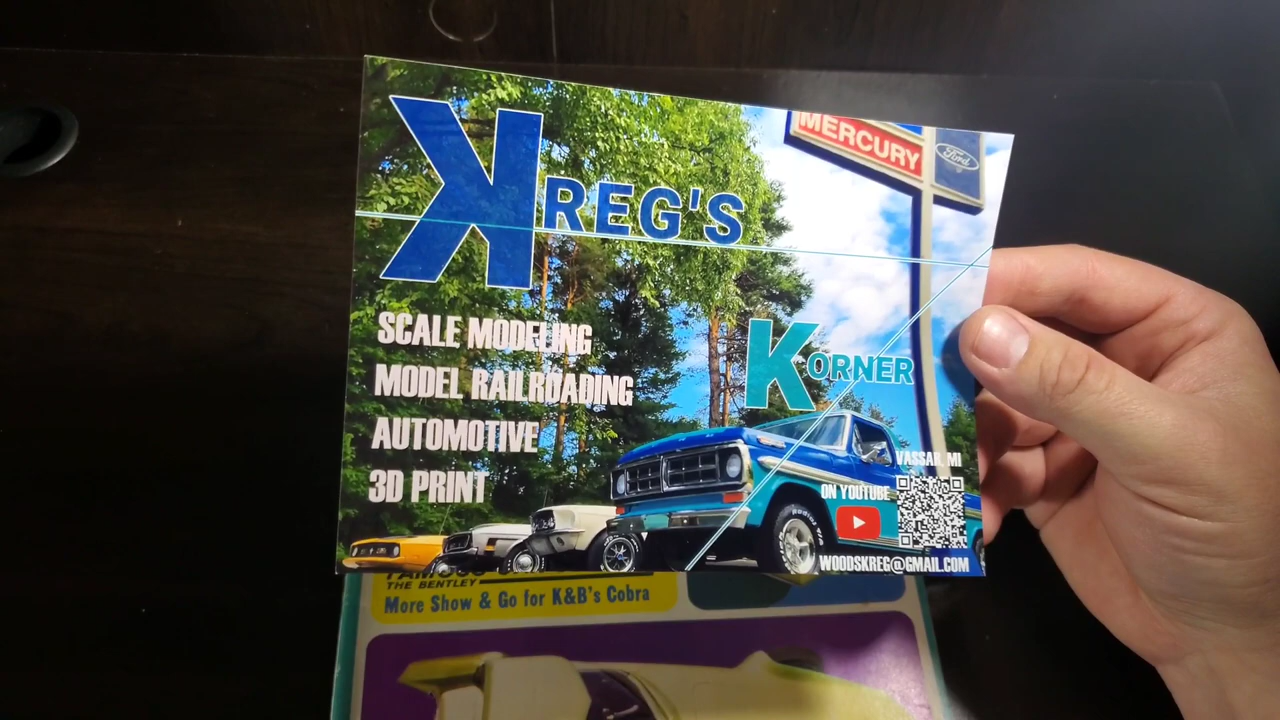 MERCURY
Ford
KREG'S
KORNER
SCALE MODELING
MODEL RAILROADING
AUTOMOTIVE
3D PRINT
VASSAR, MI
ON YOUTUBE
WOODSKREG@GMAIL.COM
THE BENTLEY
More Show & Go for K&B's Cobra